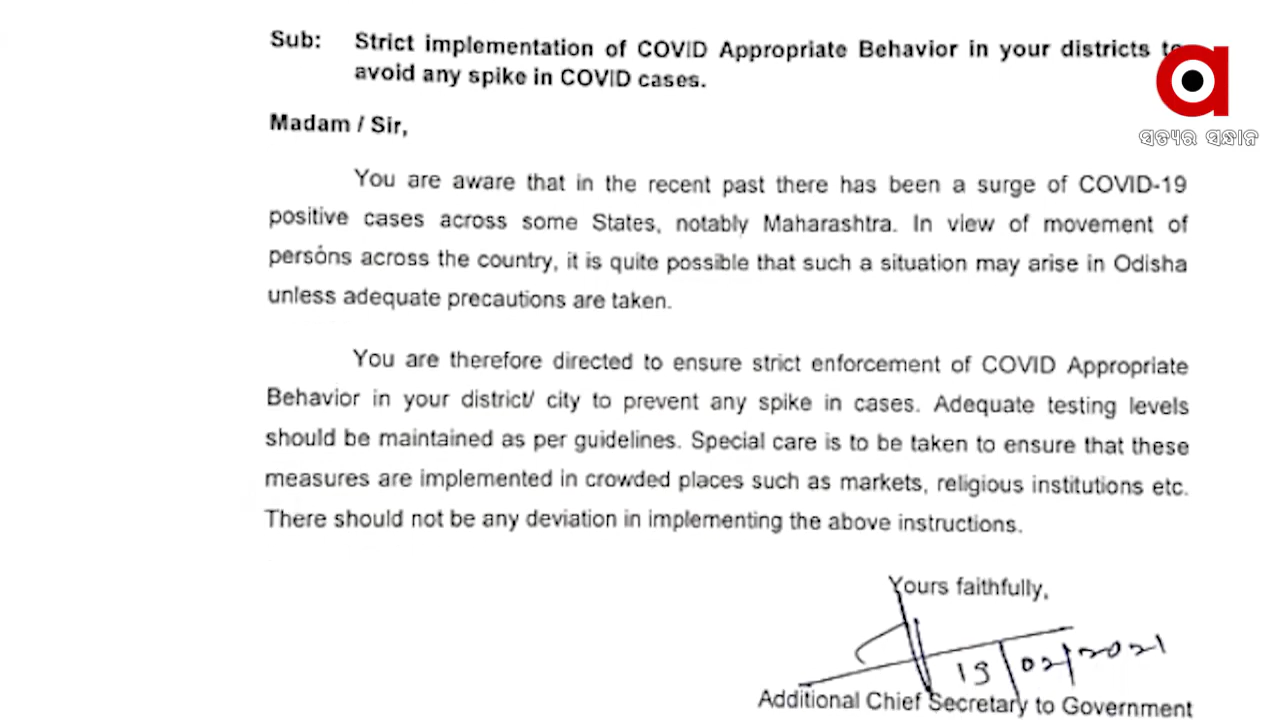 Sub: Strict implementation of COVID Appropriate Behavior in your districts to
avoid any spike in COVID cases.
Madam / Sir,
You are aware that in the recent past there has been a surge of COVID-19
positive cases across some States, notably Maharashtra. In view of movement of
persons across the country, it is quite possible that such a situation may arise in Odisha
unless adequate precautions are taken.
You are therefore directed to ensure strict enforcement of COVID Appropriate
Behavior in your district/ city to prevent any spike in cases. Adequate testing levels
should be maintained as per guidelines. Special care is to be taken to ensure that these
measures are implemented in crowded places such as markets, religious institutions etc.
There should not be any deviation in implementing the above instructions.
Yours faithfully,
19/02/2021
Additional Chief Secretary to Government
ସତ୍ୟର ସନ୍ଧାନ